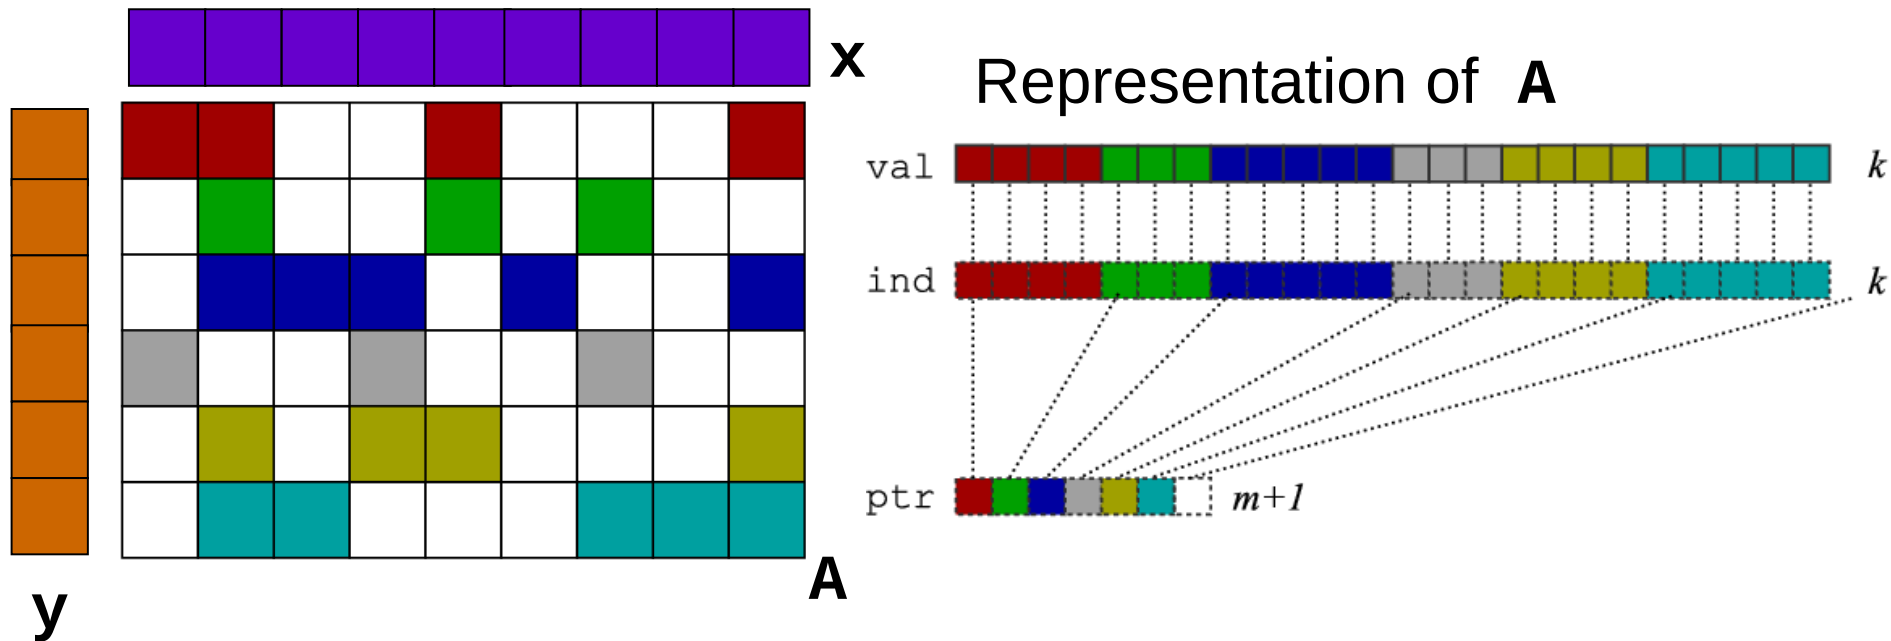 x
y
A
Representation of A
val k
ind k
ptr m+1